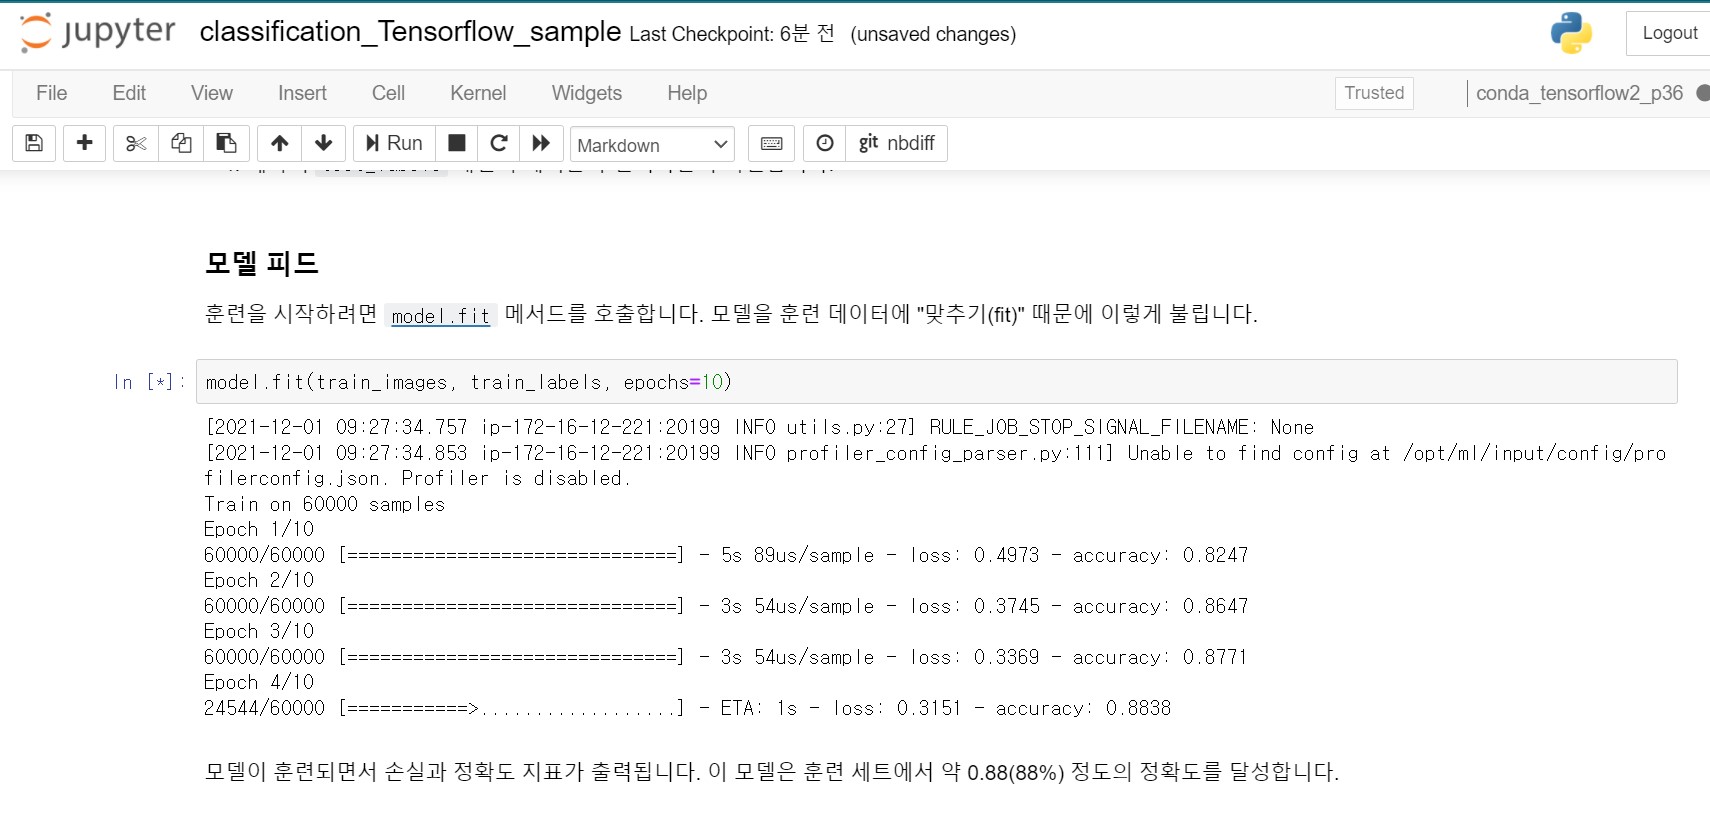 jupyter classification_Tensorflow_sample Last Checkpoint: 6분 전 (unsaved changes)
Logout
File Edit View Insert Cell Kernel Widgets Help Trusted conda_tensorflow2_p36
Run Markdown git nbdiff
모델 피드
훈련을 시작하려면 model.fit 메서드를 호출합니다. 모델을 훈련 데이터에 "맞추기(fit)" 때문에 이렇게 불립니다.
In [*]: model.fit(train_images, train_labels, epochs=10)
[2021-12-01 09:27:34.757 ip-172-16-12-221:20199 INFO utils.py:27] RULE_JOB_STOP_SIGNAL_FILENAME: None
[2021-12-01 09:27:34.853 ip-172-16-12-221:20199 INFO profiler_config_parser.py:111] Unable to find config at /opt/ml/input/config/pro
filerconfig.json. Profiler is disabled.
Train on 60000 samples
Epoch 1/10
60000/60000 [==============================] - 5s 89us/sample - loss: 0.4973 - accuracy: 0.8247
Epoch 2/10
60000/60000 [==============================] - 3s 54us/sample - loss: 0.3745 - accuracy: 0.8647
Epoch 3/10
60000/60000 [==============================] - 3s 54us/sample - loss: 0.3369 - accuracy: 0.8771
Epoch 4/10
24544/60000 [===========>..................] - ETA: 1s - loss: 0.3151 - accuracy: 0.8838
모델이 훈련되면서 손실과 정확도 지표가 출력됩니다. 이 모델은 훈련 세트에서 약 0.88(88%) 정도의 정확도를 달성합니다.